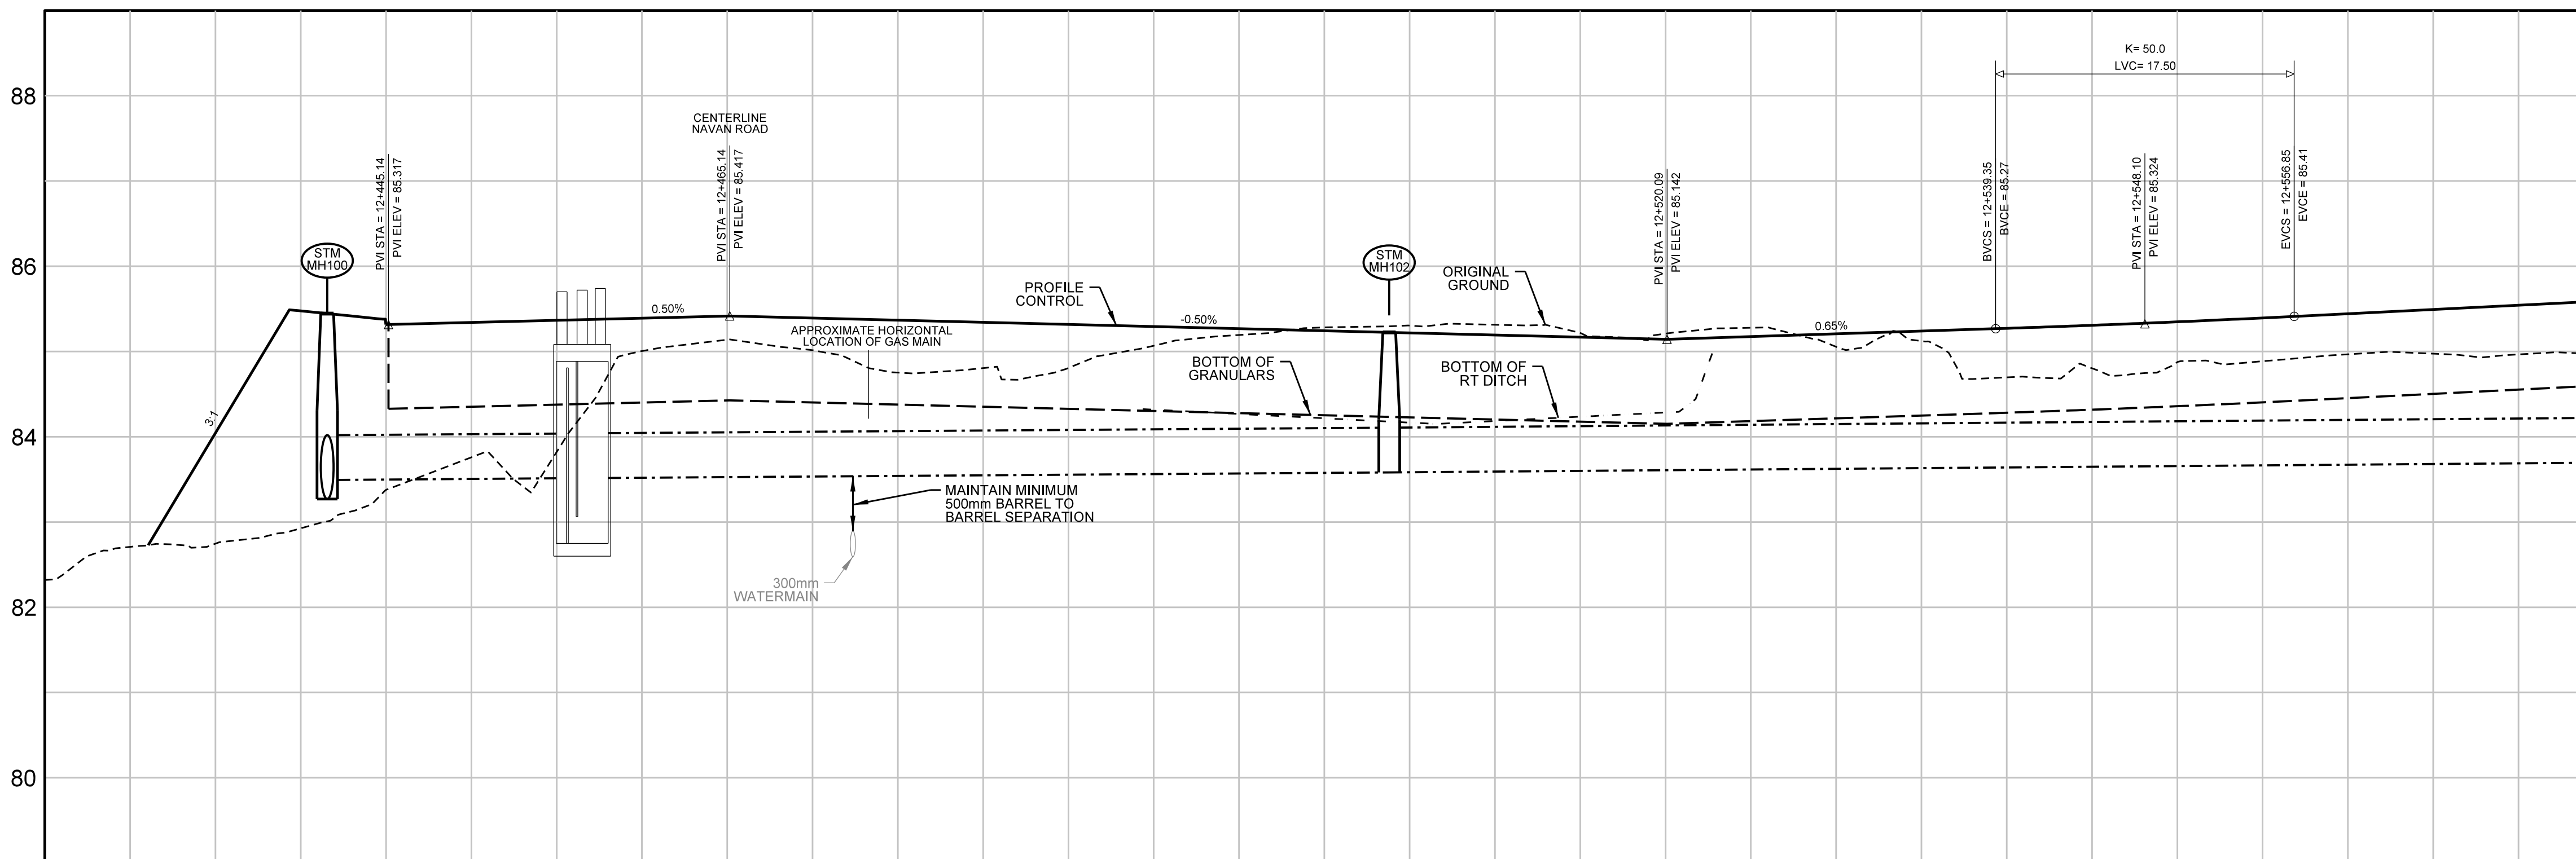 K= 50.0
LVC= 17.50
88
CENTERLINE
NAVAN ROAD
PVI STA = 12+445.14
PVI ELEV = 85.317
PVI STA = 12+465.14
PVI ELEV = 85.417
PVI STA = 12+520.09
PVI ELEV = 85.142
BVCS = 12+539.35
BVCE = 85.27
PVI STA = 12+548.10
PVI ELEV = 85.324
EVCS = 12+556.85
EVCE = 85.41
86
STM
MH100
STM
MH102
ORIGINAL
GROUND
PROFILE
CONTROL
0.50%
-0.50%
0.65%
APPROXIMATE HORIZONTAL
LOCATION OF GAS MAIN
BOTTOM OF
GRANULARS
BOTTOM OF
RT DITCH
3:1
84
MAINTAIN MINIMUM
500mm BARREL TO
BARREL SEPARATION
300mm
WATERMAIN
82
80